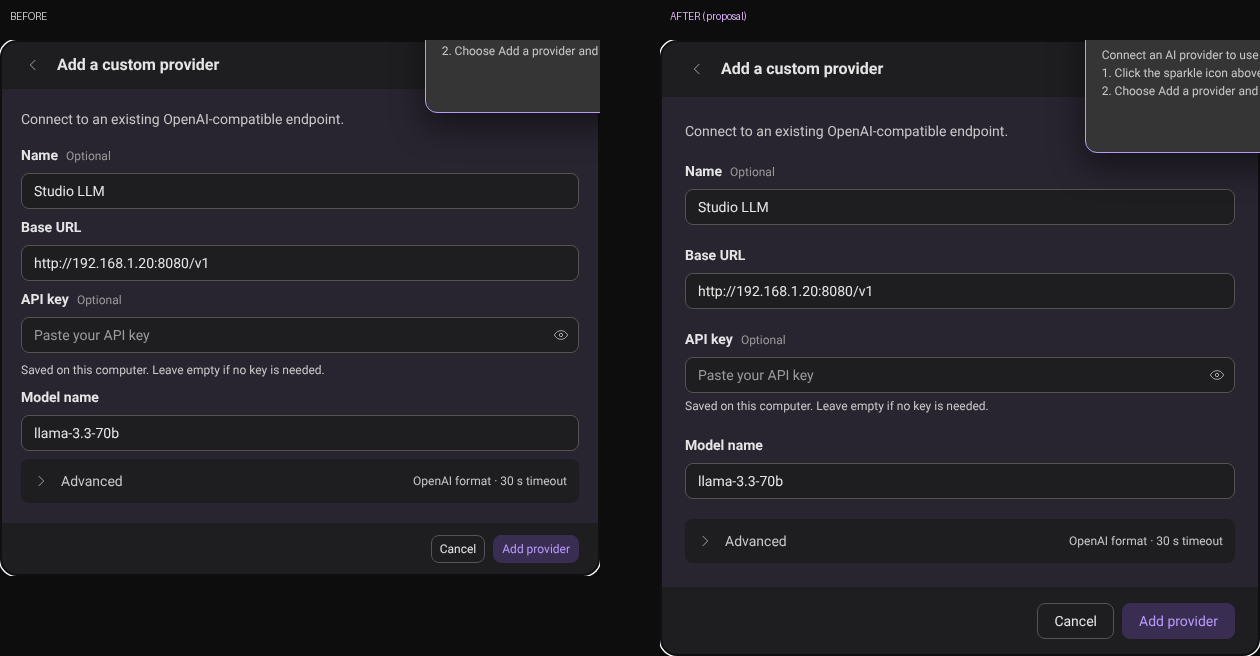 BEFORE
Add a custom provider
2. Choose Add a provider and
Connect to an existing OpenAI-compatible endpoint.
Name Optional
Studio LLM
Base URL
http://192.168.1.20:8080/v1
API key Optional
Paste your API key
Saved on this computer. Leave empty if no key is needed.
Model name
llama-3.3-70b
Advanced OpenAI format · 30 s timeout
Cancel Add provider
AFTER (proposal)
Add a custom provider
Connect an AI provider to use
1. Click the sparkle icon above
2. Choose Add a provider and
Connect to an existing OpenAI-compatible endpoint.
Name Optional
Studio LLM
Base URL
http://192.168.1.20:8080/v1
API key Optional
Paste your API key
Saved on this computer. Leave empty if no key is needed.
Model name
llama-3.3-70b
Advanced OpenAI format · 30 s timeout
Cancel Add provider